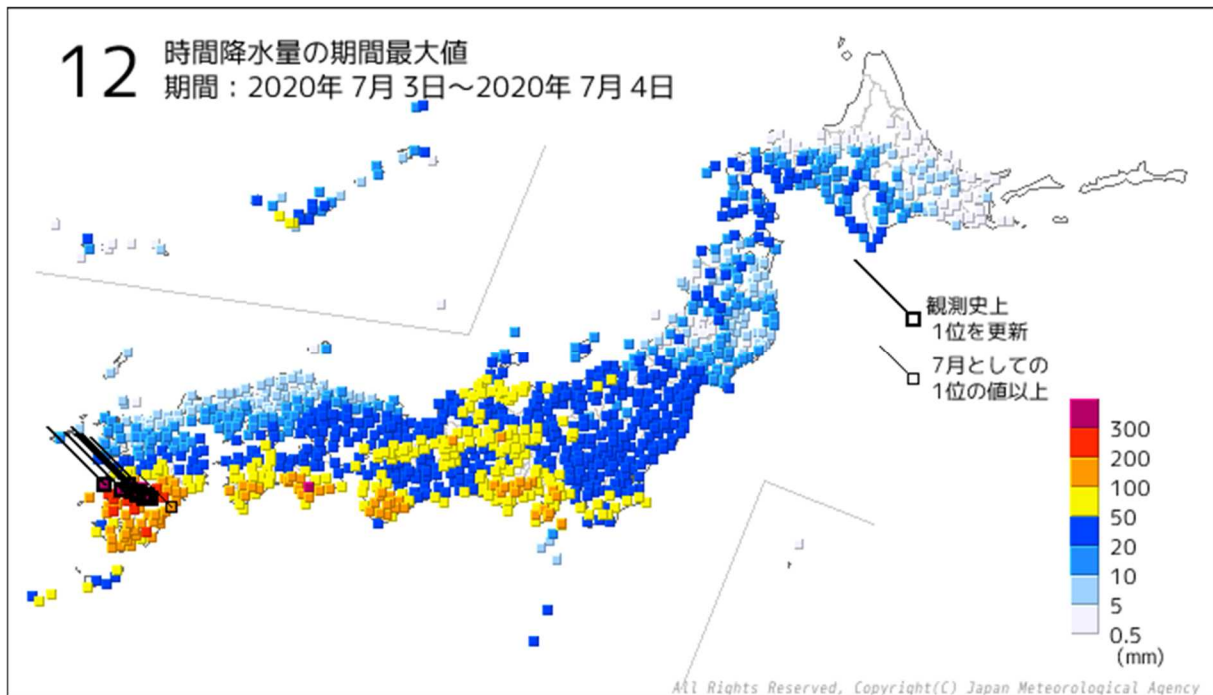 12 時間降水量の期間最大値
期間：2020年 7月 3日～2020年 7月 4日
観測史上
1位を更新
7月としての
1位の値以上
300
200
100
50
20
10
5
0.5
(mm)
All Rights Reserved, Copyright(C) Japan Meteorological Agency